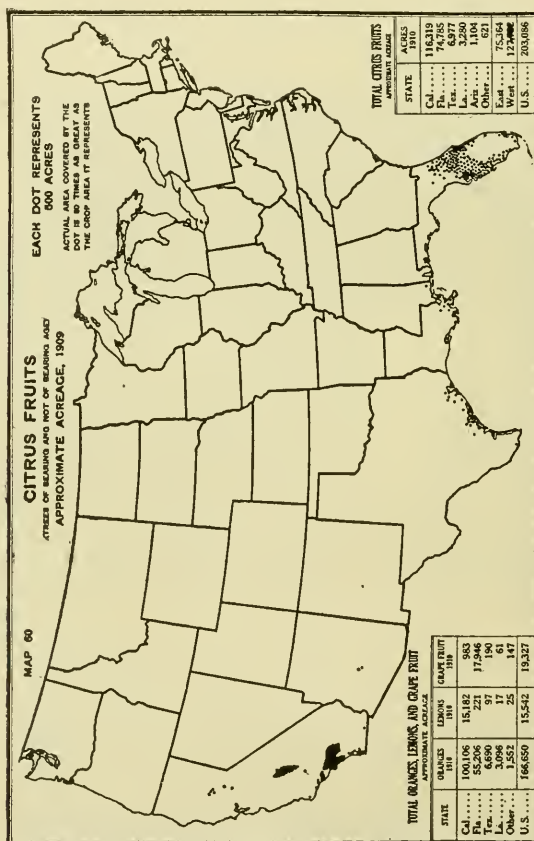 MAP 60
CITRUS FRUITS
(TREES OF BEARING AND NOT OF BEARING AGE)
APPROXIMATE ACREAGE, 1909
EACH DOT REPRESENTS
500 ACRES
ACTUAL AREA COVERED BY THE
DOT IS 80 TIMES AS GREAT AS
THE CROP AREA IT REPRESENTS
TOTAL ORANGES, LEMONS, AND GRAPE FRUIT
APPROXIMATE ACREAGE
STATE ORANGES 1910 LEMONS 1910 GRAPE FRUIT 1910
Cal...... 100,106 15,182 983
Fla...... 55,206 221 17,946
Tex...... 6,690 97 190
La....... 3,096 17 61
Other... 1,552 25 147
U.S..... 166,650 15,542 19,327
TOTAL CITRUS FRUITS
APPROXIMATE ACREAGE
STATE ACRES 1910
Cal...... 116,319
Fla...... 74,785
Tex...... 6,977
La....... 3,280
Ariz..... 1,104
Other... 621
East.... 75,364
West....
U.S..... 203,086